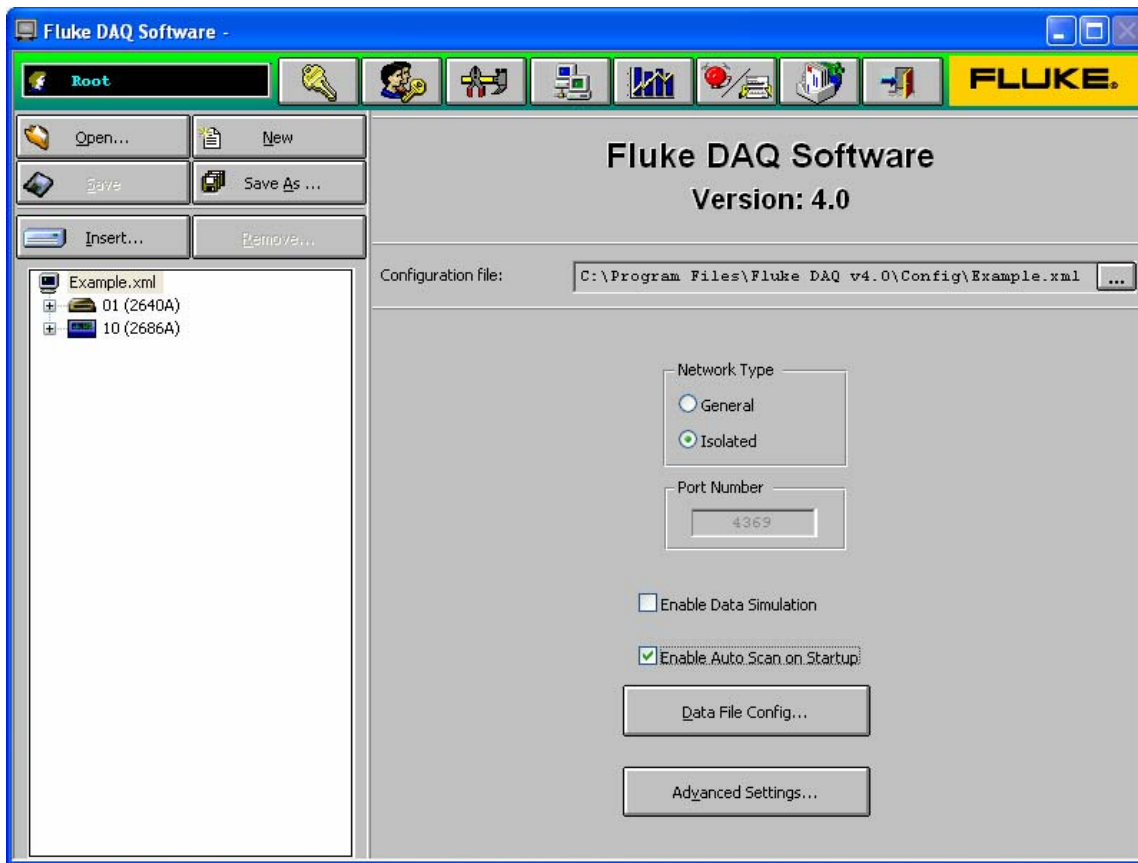 Fluke DAQ Software -
Root
FLUKE.
Open...
New
Save
Save As ...
Insert...
Remove...
Example.xml
01 (2640A)
10 (2686A)
Fluke DAQ Software
Version: 4.0
Configuration file:
C:\Program Files\Fluke DAQ v4.0\Config\Example.xml
...
Network Type
General
Isolated
Port Number
4369
Enable Data Simulation
Enable Auto Scan on Startup
Data File Config...
Advanced Settings...